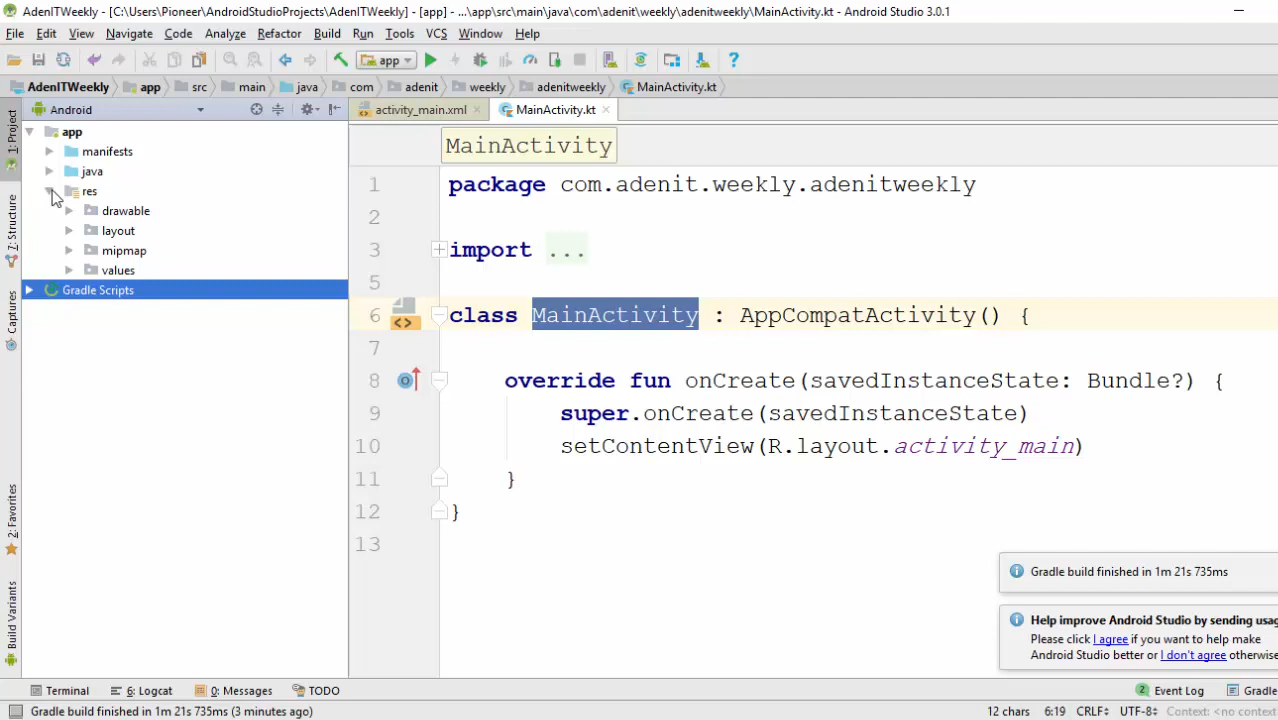 AdenITWeekly - [C:\Users\Pioneer\AndroidStudioProjects\AdenITWeekly] - [app] - ...\app\src\main\java\com\adenit\weekly\adenitweekly\MainActivity.kt - Android Studio 3.0.1
File Edit View Navigate Code Analyze Refactor Build Run Tools VCS Window Help
app
AdenITWeekly app src main java com adenit weekly adenitweekly MainActivity.kt
Android
activity_main.xml
MainActivity.kt
1: Project
7: Structure
Captures
2: Favorites
Build Variants
app
manifests
java
res
drawable
layout
mipmap
values
Gradle Scripts
MainActivity
1 package com.adenit.weekly.adenitweekly
2
3 import ...
5
6 class MainActivity : AppCompatActivity() {
7
8 override fun onCreate(savedInstanceState: Bundle?) {
9 super.onCreate(savedInstanceState)
10 setContentView(R.layout.activity_main)
11 }
12 }
13
Gradle build finished in 1m 21s 735ms
Help improve Android Studio by sending usag
Please click I agree if you want to help make
Android Studio better or I don't agree otherwise
Terminal 6: Logcat 0: Messages TODO 2 Event Log Gradle
Gradle build finished in 1m 21s 735ms (3 minutes ago) 12 chars 6:19 CRLF÷ UTF-8÷ Context: <no context